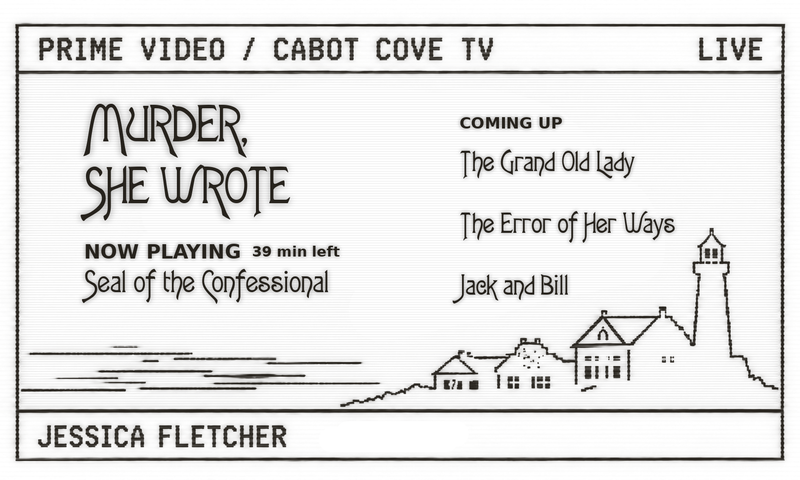 PRIME VIDEO / CABOT COVE TV LIVE
MURDER,
SHE WROTE
NOW PLAYING 39 min left
Seal of the Confessional
COMING UP
The Grand Old Lady
The Error of Her Ways
Jack and Bill
JESSICA FLETCHER